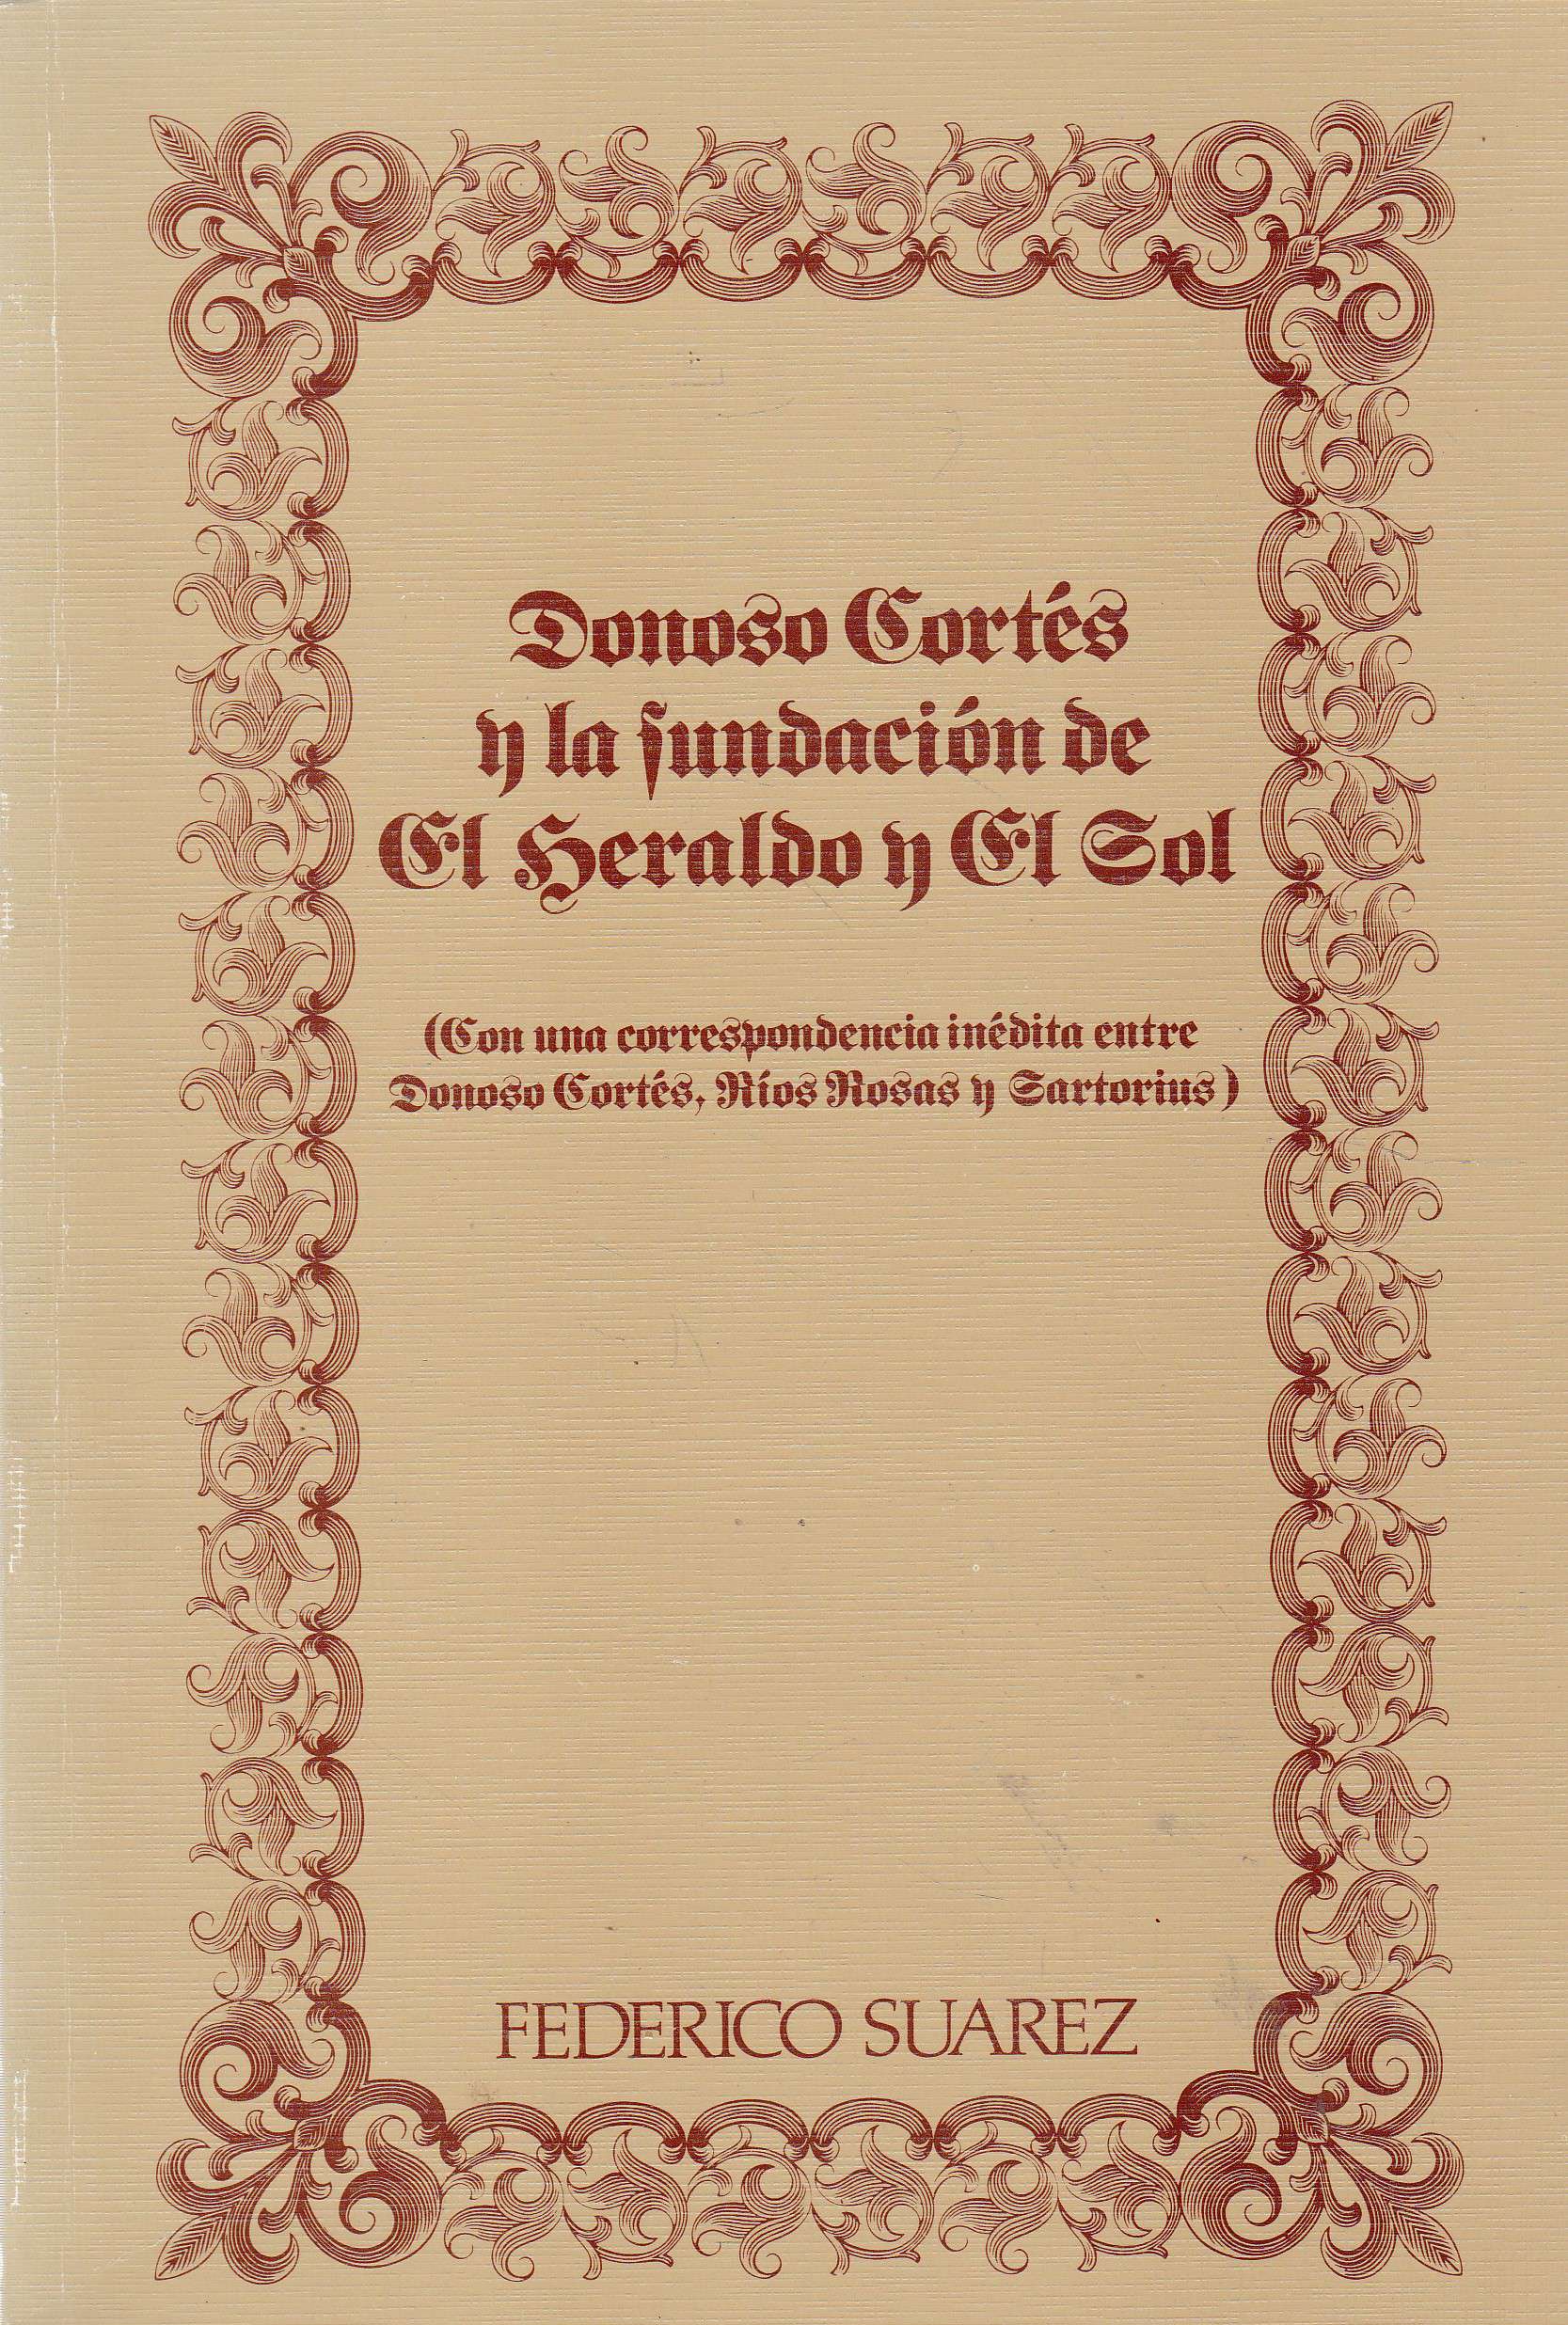 Donoso Cortés
y la fundación de
El Heraldo y El Sol
(Con una correspondencia inédita entre
Donoso Cortés, Ríos Rosas y Sartorius)
FEDERICO SUAREZ